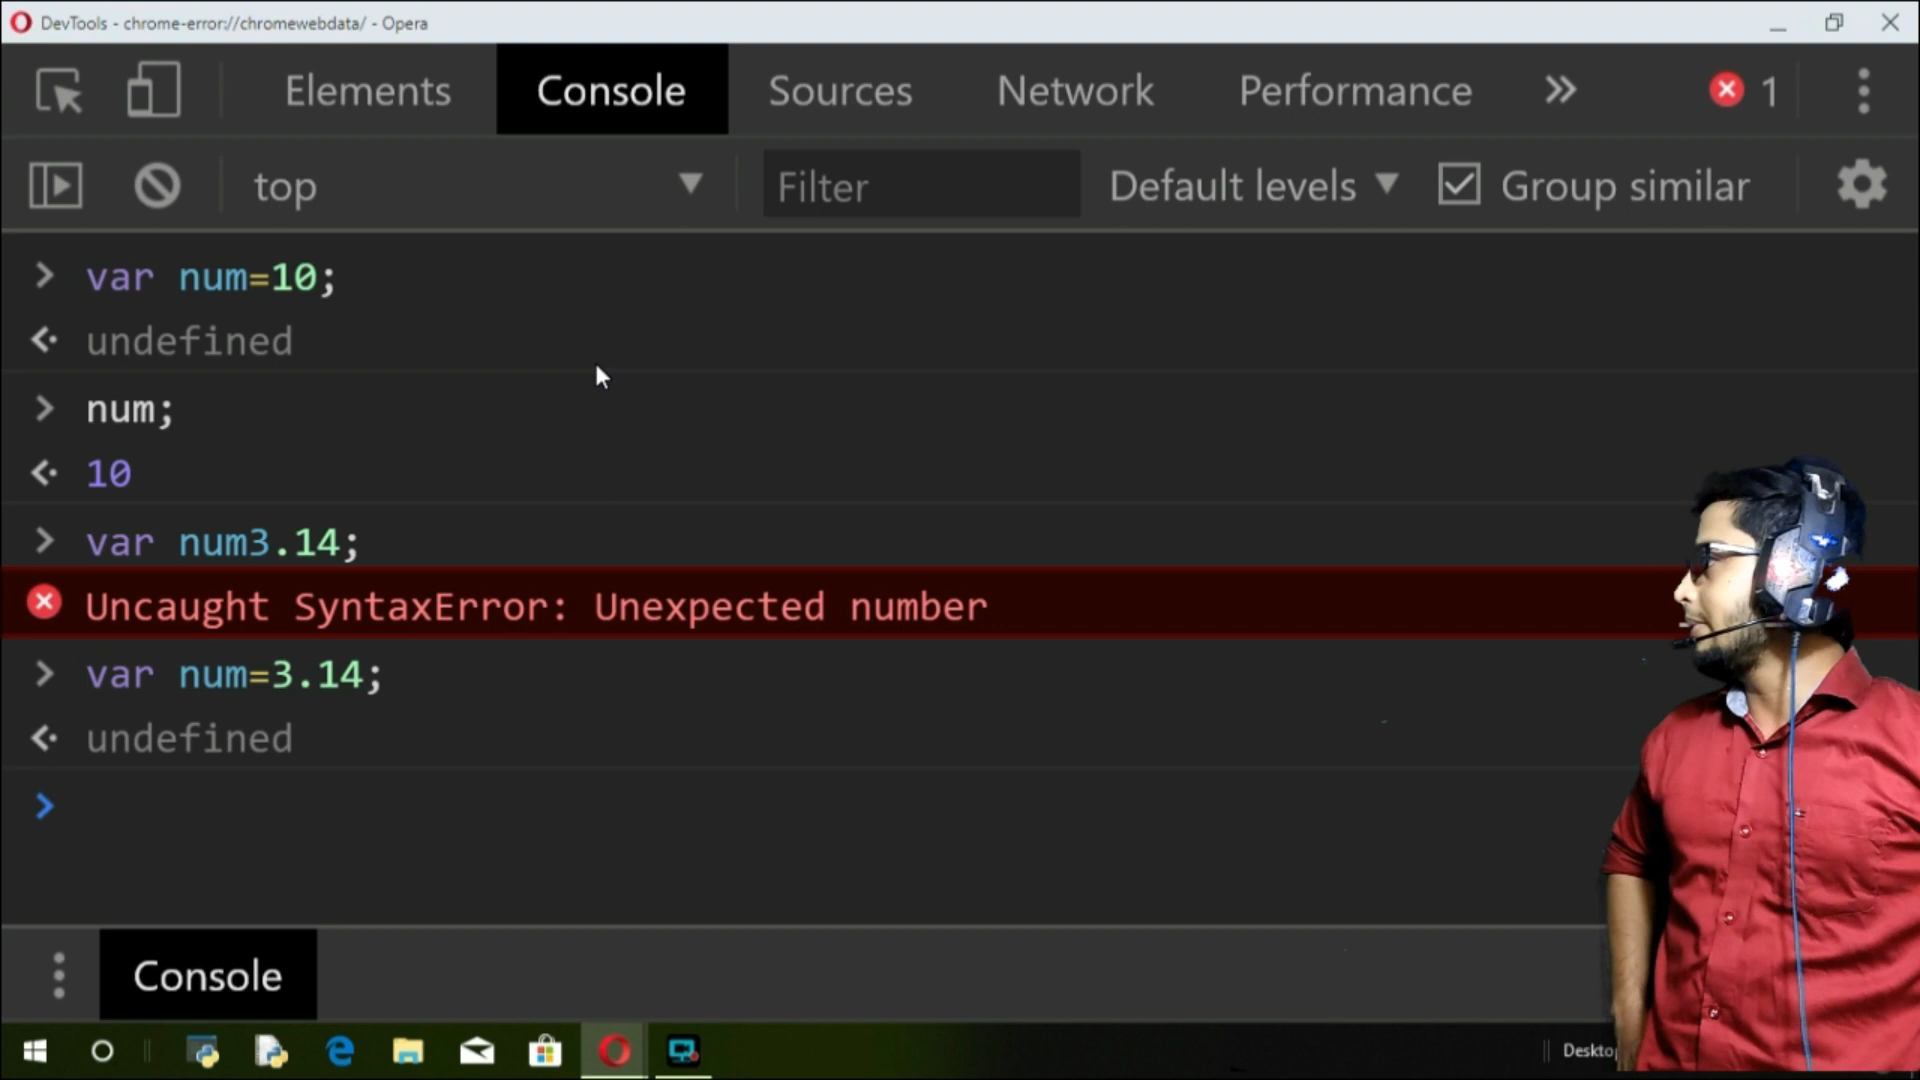 DevTools - chrome-error://chromewebdata/ - Opera
Elements Console Sources Network Performance » 1
top Filter Default levels Group similar
> var num=10;
undefined
> num;
10
> var num3.14;
Uncaught SyntaxError: Unexpected number
> var num=3.14;
undefined
>
Console
Deskto